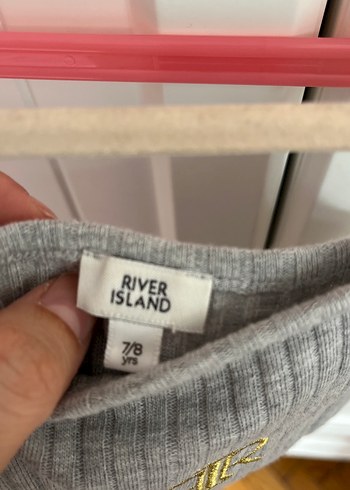 RIVER
ISLAND
7/8
yrs